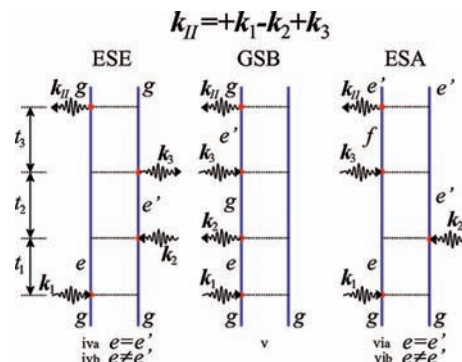 k_II=+k_1-k_2+k_3
ESE GSB ESA
k_II g g k_II g k_II e' e'
t_3 e' f
k_3 k_3 k_3
t_2 e' g e'
k_2 k_2 k_2
t_1 e e e
k_1 k_1 k_1
g g g g g g
iva e=e' v via e=e'
ivb e≠e' vib e≠e'